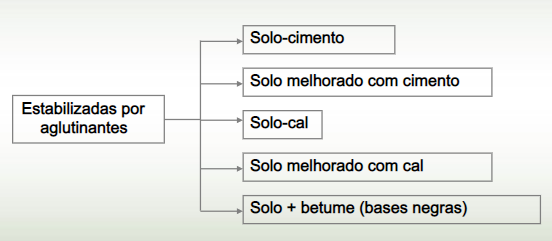 Solo-cimento
Solo melhorado com cimento
Estabilizadas por
aglutinantes
Solo-cal
Solo melhorado com cal
Solo + betume (bases negras)